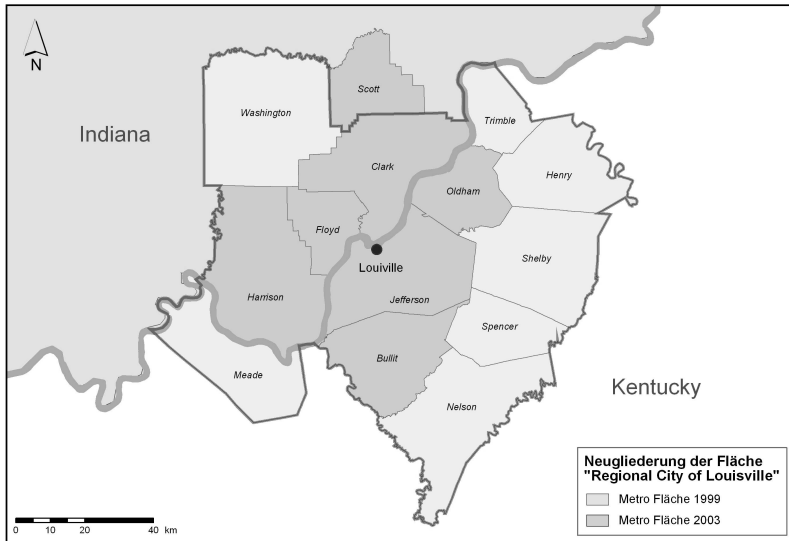 N
Scott
Washington
Trimble
Indiana
Clark
Henry
Oldham
Floyd
Louiville
Shelby
Harrison
Jefferson
Spencer
Bullit
Meade
Kentucky
Nelson
Neugliederung der Fläche
"Regional City of Louisville"
Metro Fläche 1999
Metro Fläche 2003
0 10 20 40 km